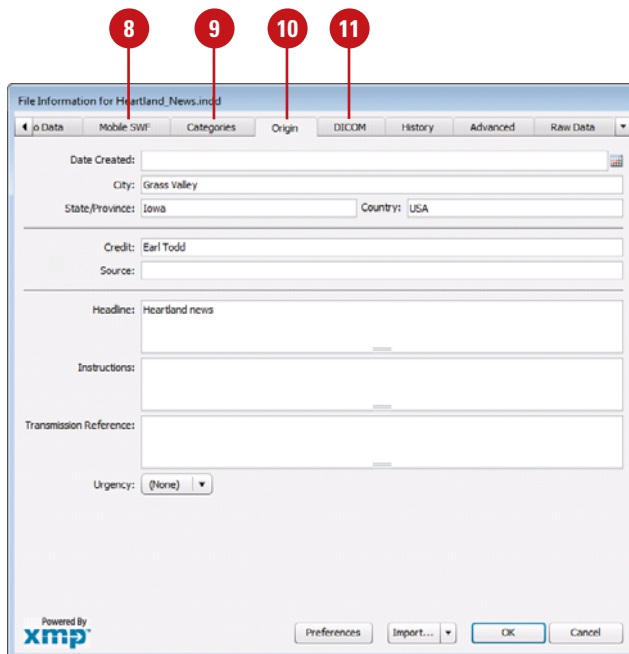 8 9 10 11
File Information for Heartland_News.indd
o Data Mobile SWF Categories Origin DICOM History Advanced Raw Data
Date Created:
City: Grass Valley
State/Province: Iowa Country: USA
Credit: Earl Todd
Source:
Headline: Heartland news
Instructions:
Transmission Reference:
Urgency: (None)
Powered By
xmp
Preferences Import... OK Cancel